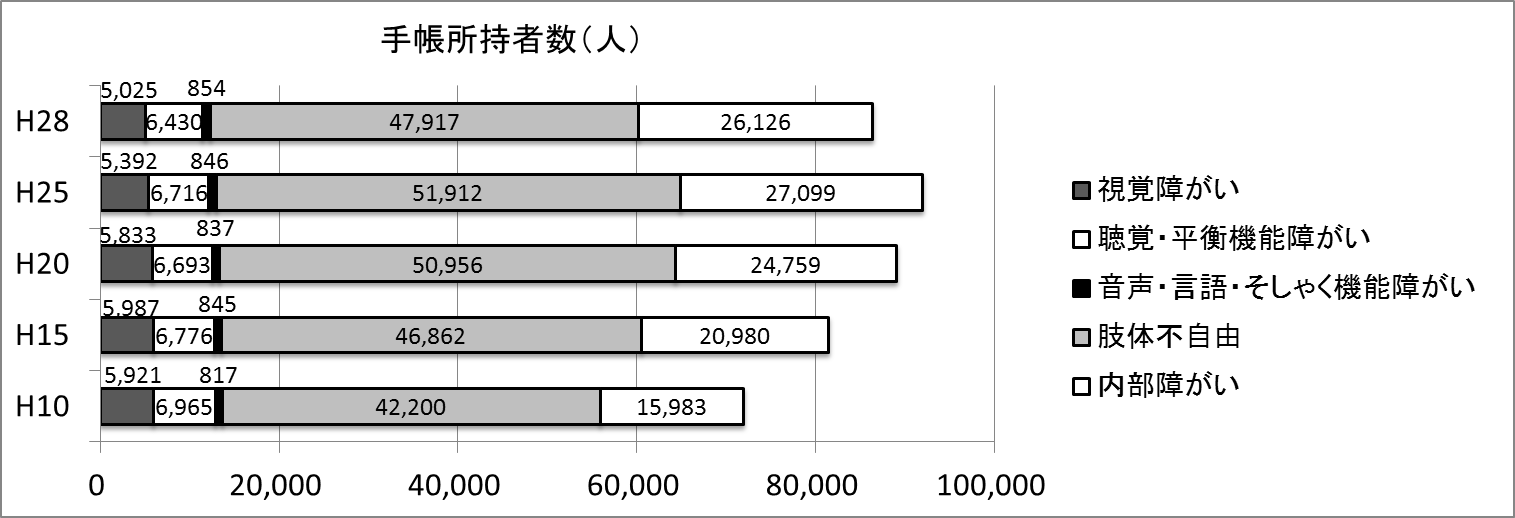 手帳所持者数（人）
5,025 854
H28 6,430 47,917 26,126
5,392 846
H25 6,716 51,912 27,099
5,833 837
H20 6,693 50,956 24,759
5,987 845
H15 6,776 46,862 20,980
5,921 817
H10 6,965 42,200 15,983
0 20,000 40,000 60,000 80,000 100,000
視覚障がい
聴覚・平衡機能障がい
音声・言語・そしゃく機能障がい
肢体不自由
内部障がい